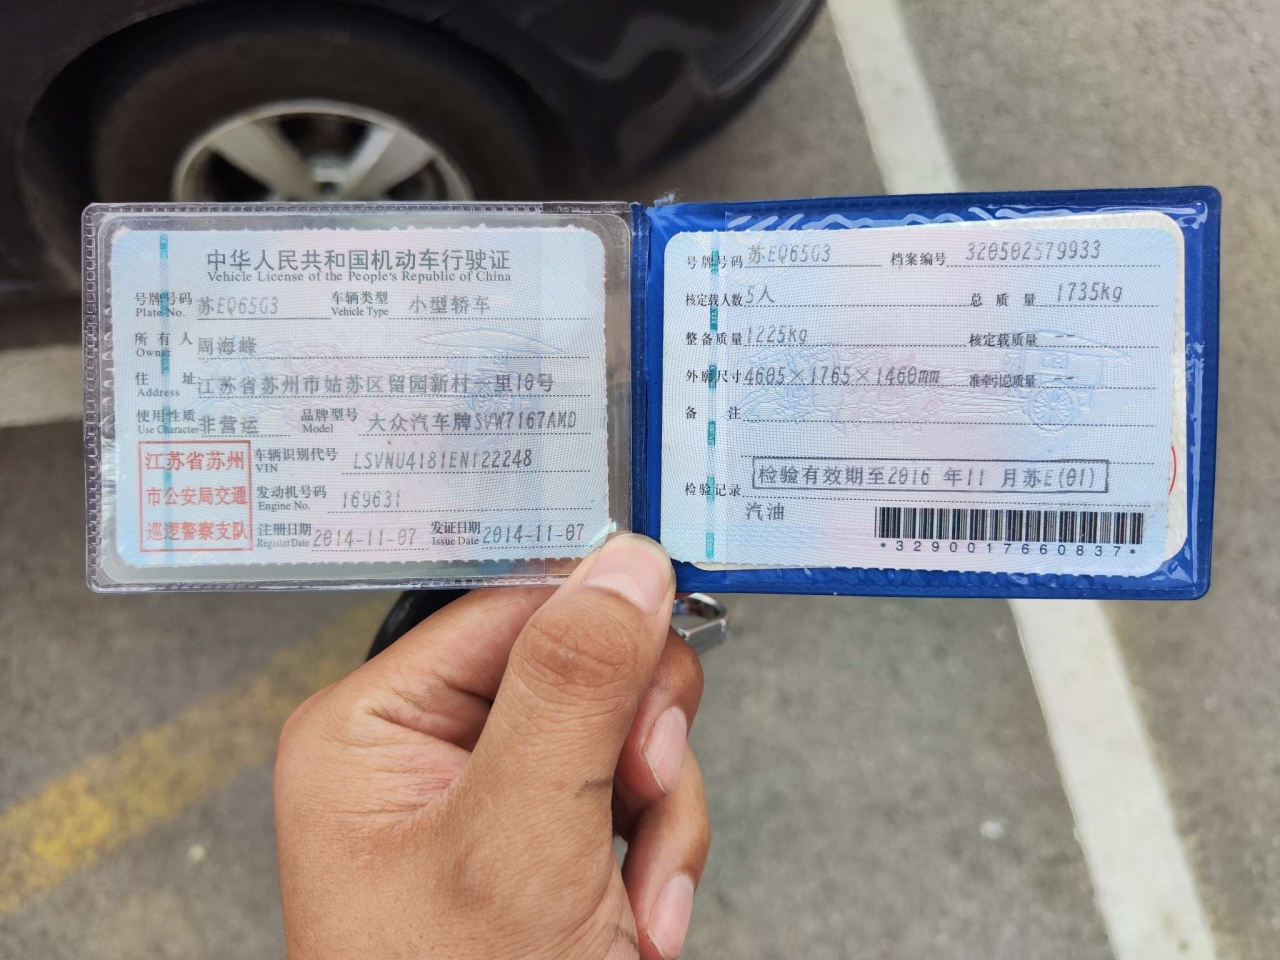 中华人民共和国机动车行驶证
Vehicle License of the People's Republic of China
号牌号码 苏EQ65G3 车辆类型 小型轿车
Plate No. Vehicle Type
所有人 周海峰
Owner
住址 江苏省苏州市姑苏区留园新村一里10号
Address
使用性质 非营运 品牌型号 大众汽车牌SVW7167AMD
Use Character Model
江苏省苏州
市公安局交通
巡逻警察支队
车辆识别代号 LSVNU4181EN122248
VIN
发动机号码 169631
Engine No.
注册日期 2014-11-07 发证日期 2014-11-07
Register Date Issue Date
号牌号码 苏EQ65G3 档案编号 320502579933
核定载人数 5人 总质量 1735kg
整备质量 1225kg 核定载质量 --
外廓尺寸 4605×1765×1460mm 准牵引总质量 --
备注
检验记录 检验有效期至2016 年11 月苏E(01)
汽油
*3290017660837*